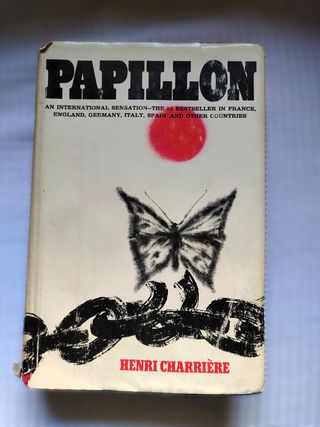 PAPILLON
AN INTERNATIONAL SENSATION—THE #1 BESTSELLER IN FRANCE,
ENGLAND, GERMANY, ITALY, SPAIN AND OTHER COUNTRIES
HENRI CHARRIÈRE